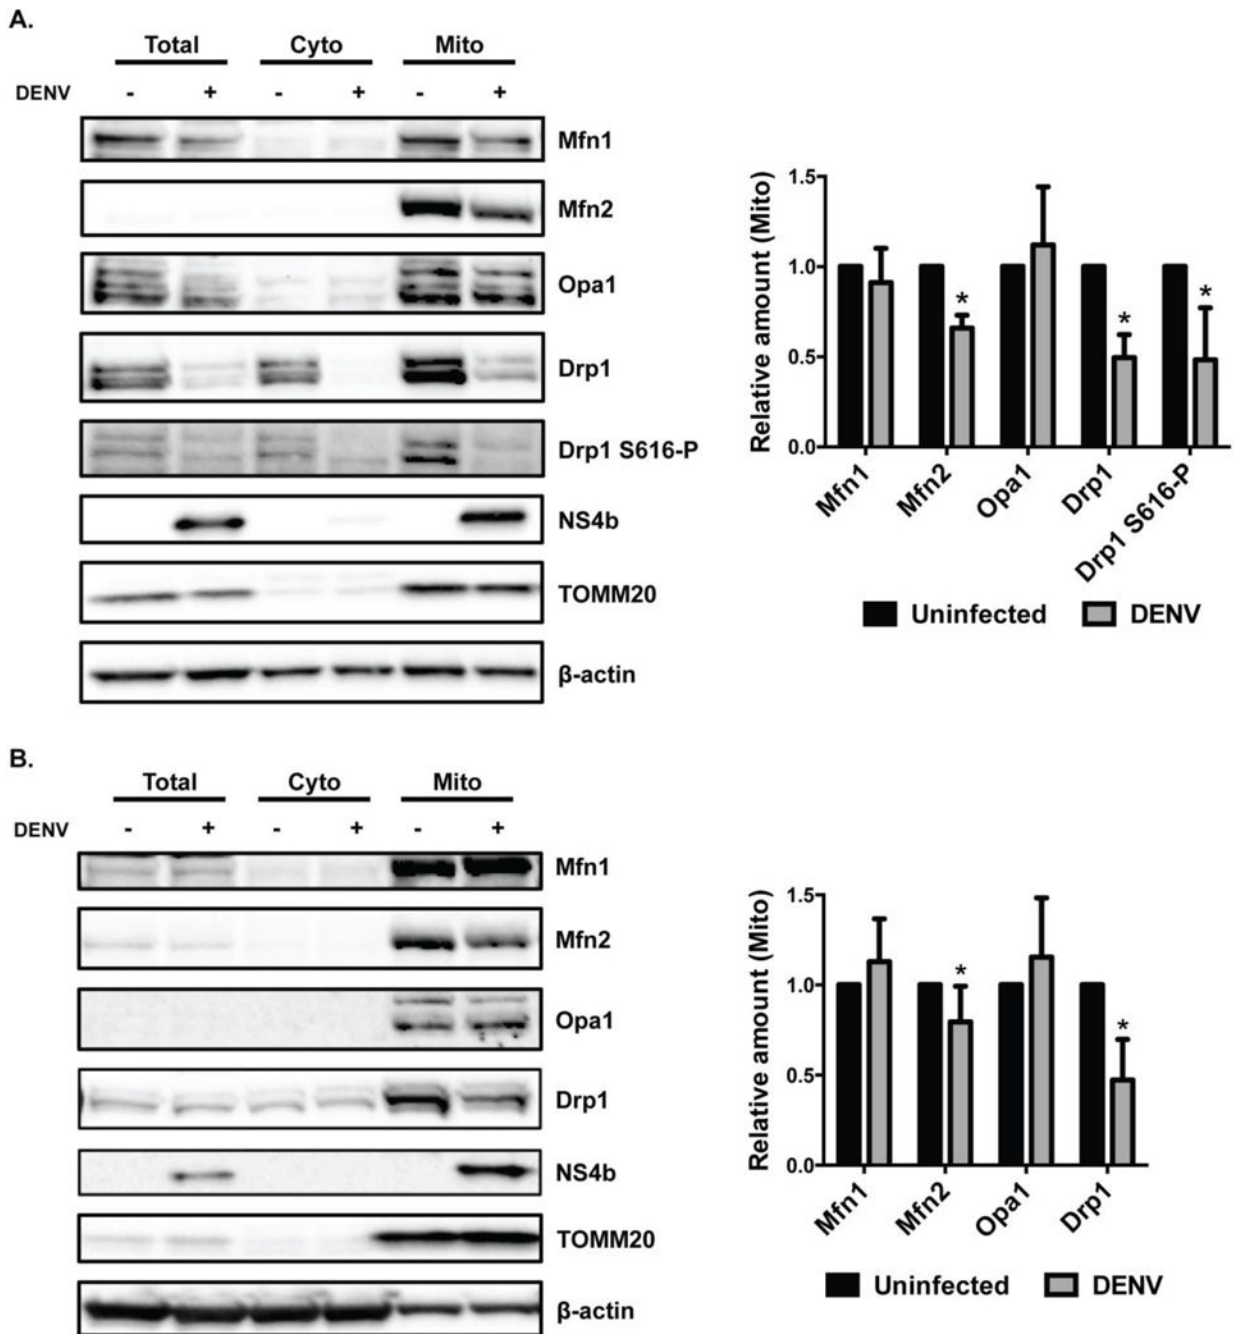 A.
Total Cyto Mito
DENV - + - + - +
Mfn1
Mfn2
Opa1
Drp1
Drp1 S616-P
NS4b
TOMM20
β-actin
Relative amount (Mito)
1.5
1.0
0.5
0.0
* * *
Mfn1 Mfn2 Opa1 Drp1 Drp1 S616-P
Uninfected DENV
B.
Total Cyto Mito
DENV - + - + - +
Mfn1
Mfn2
Opa1
Drp1
NS4b
TOMM20
β-actin
Relative amount (Mito)
1.5
1.0
0.5
0.0
* *
Mfn1 Mfn2 Opa1 Drp1
Uninfected DENV